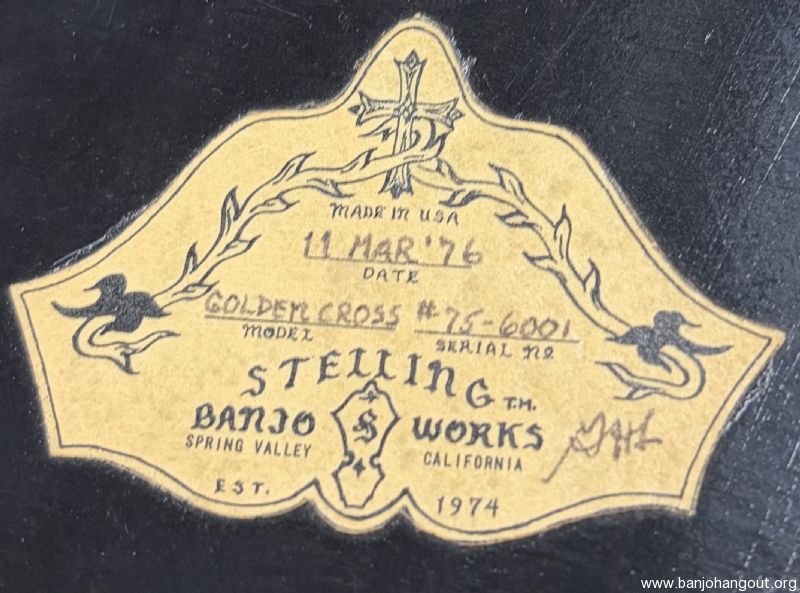 MADE IN USA
11 MAR '76
DATE
GOLDEN CROSS #75-6001
MODEL SERIAL NO
STELLING T.M.
BANJO S WORKS
SPRING VALLEY CALIFORNIA
EST. 1974
www.banjohangout.org